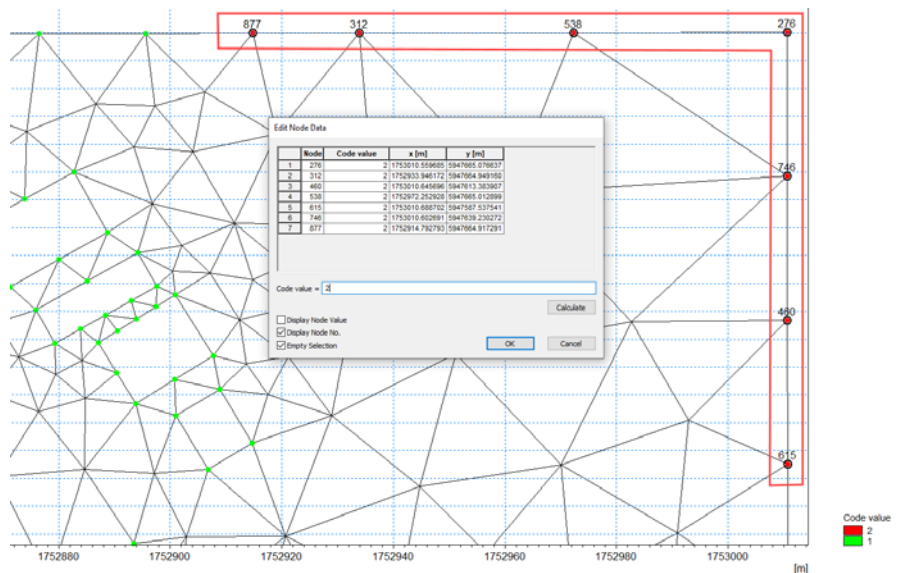 877 312 538 276
Edit Node Data
Node Code value x [m] y [m]
1 276 2 1753010.559685 5947665.076637
2 312 2 1752933.946172 5947664.949160
3 460 2 1753010.645696 5947613.383907
4 538 2 1752972.252928 5947665.012899
5 615 2 1753010.688702 5947587.537541
6 746 2 1753010.602691 5947639.230272
7 877 2 1752914.792793 5947664.917291
746
Code value = 2
Calculate
Display Node Value
Display Node No.
Empty Selection
OK Cancel
460
615
Code value
2
1
1752880 1752900 1752920 1752940 1752960 1752980 1753000
[m]